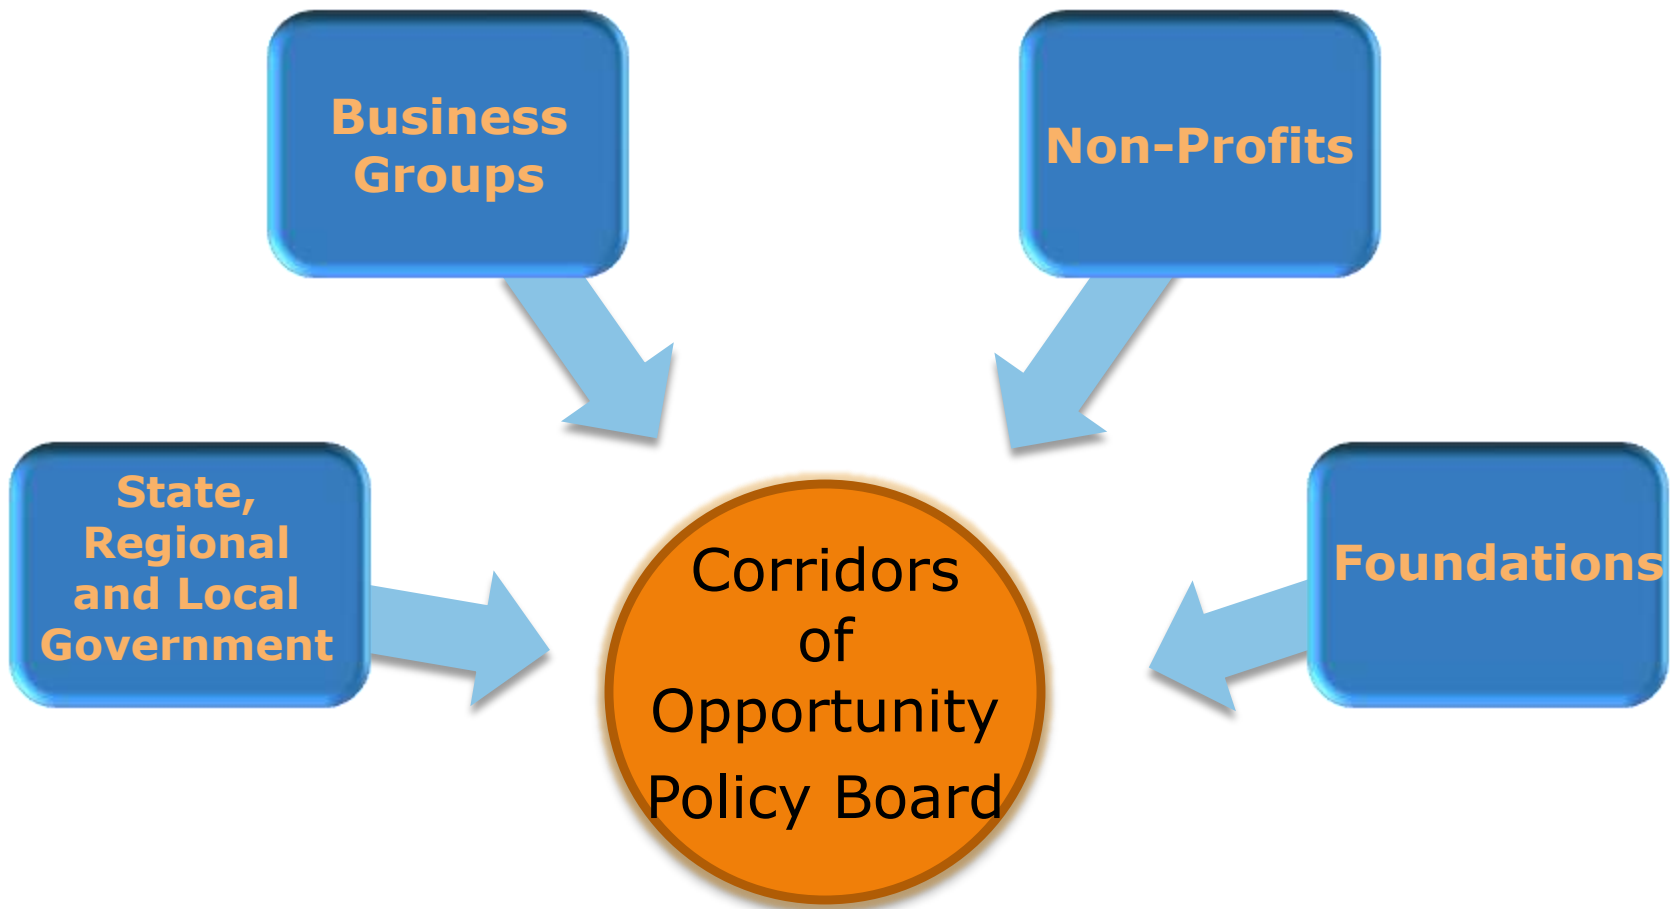 Business
Groups
Non-Profits
State,
Regional
and Local
Government
Foundations
Corridors
of
Opportunity
Policy Board